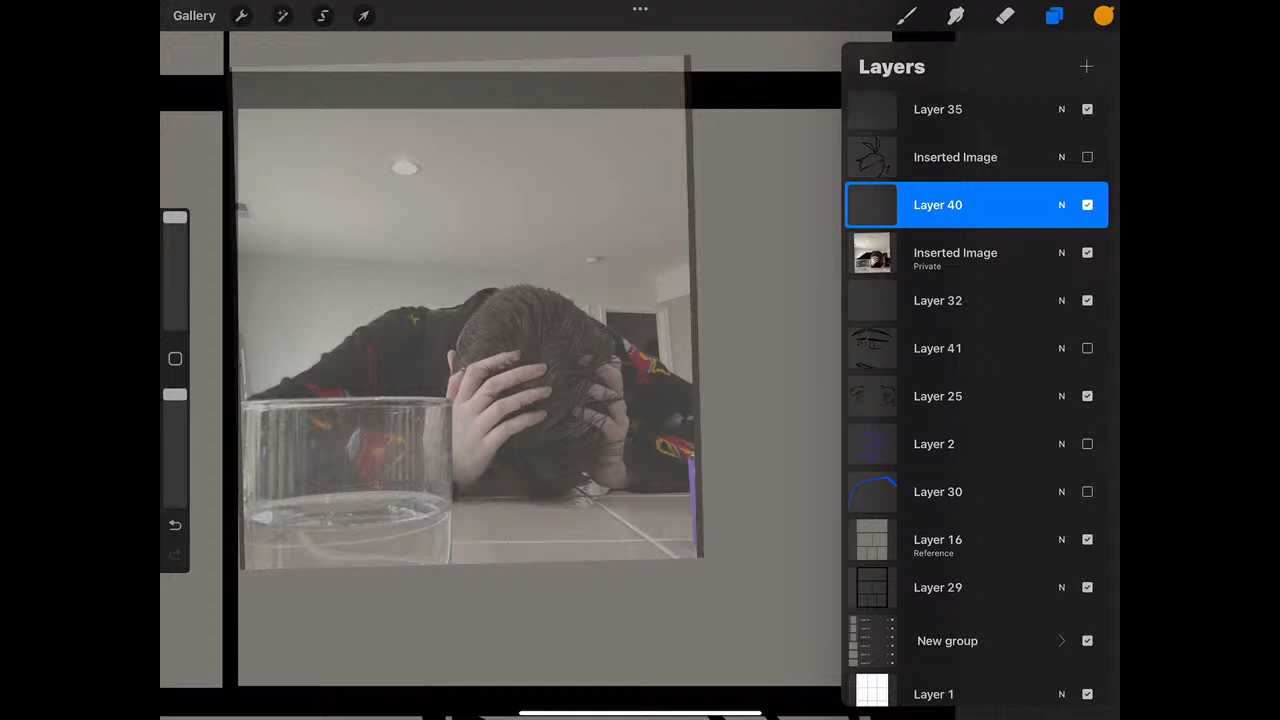 Gallery
Layers
Layer 35 N
Inserted Image N
Layer 40 N
Inserted Image N
Private
Layer 32 N
Layer 41 N
Layer 25 N
Layer 2 N
Layer 30 N
Layer 16 N
Reference
Layer 29 N
New group
Layer 1 N